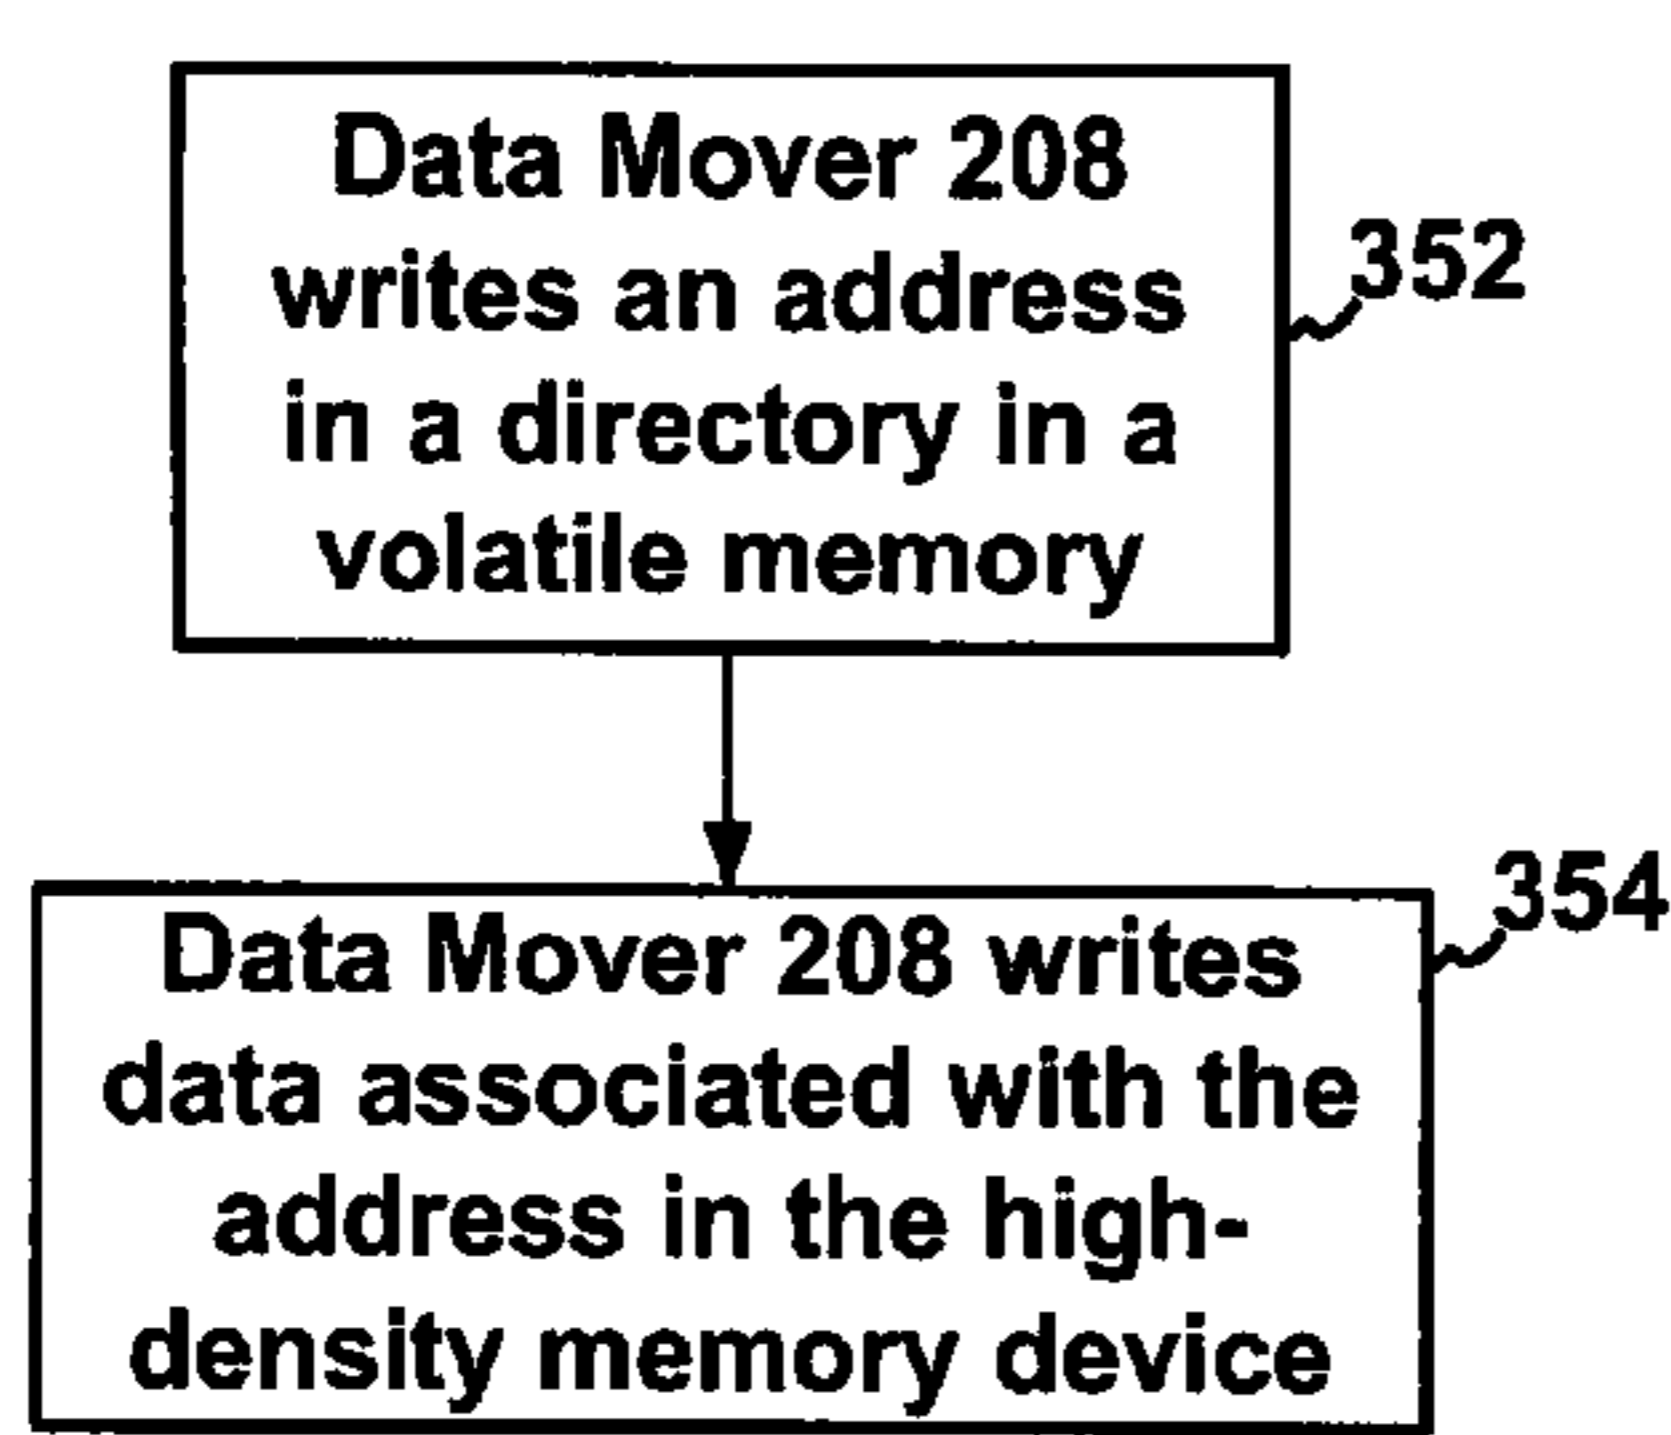 Data Mover 208
writes an address
in a directory in a
volatile memory
352
Data Mover 208 writes
data associated with the
address in the high-
density memory device
354